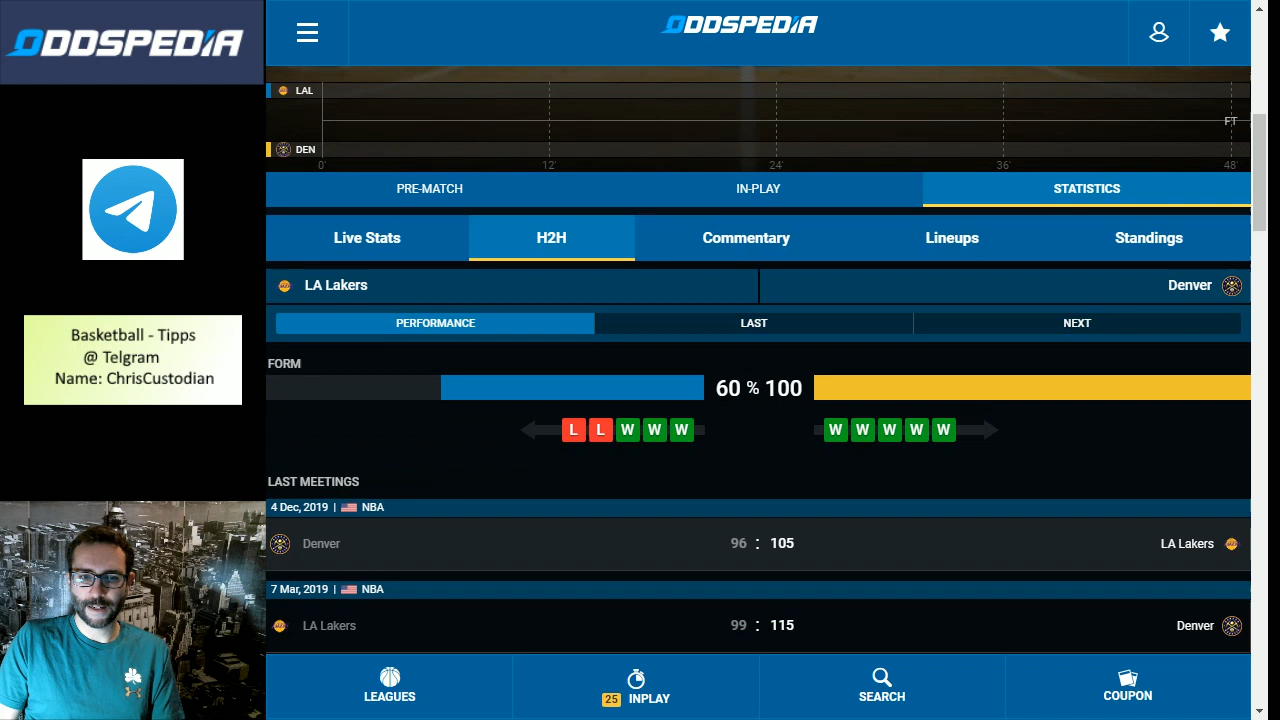 ODDSPEDIA
ODDSPEDIA
LAL
FT
DEN
0' 12' 24' 36' 48'
PRE-MATCH IN-PLAY STATISTICS
Live Stats H2H Commentary Lineups Standings
LA Lakers Denver
PERFORMANCE LAST NEXT
Basketball - Tipps
@ Telgram
Name: ChrisCustodian
FORM
60 % 100
L L W W W W W W W W
LAST MEETINGS
4 Dec, 2019 | NBA
Denver 96 : 105 LA Lakers
7 Mar, 2019 | NBA
LA Lakers 99 : 115 Denver
LEAGUES 25 INPLAY SEARCH COUPON